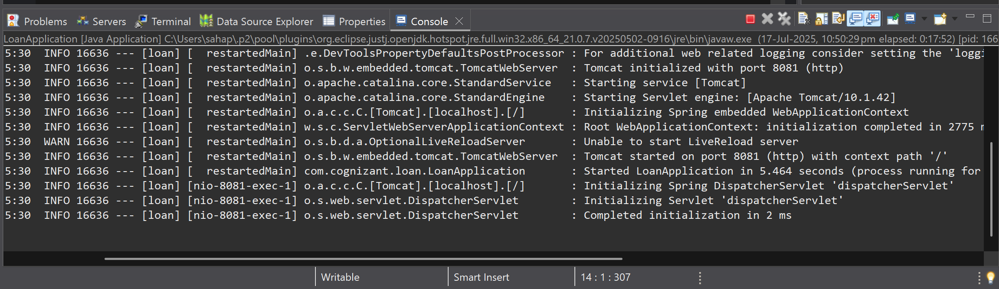 Problems Servers Terminal Data Source Explorer Properties Console
LoanApplication [Java Application] C:\Users\sahap\.p2\pool\plugins\org.eclipse.justj.openjdk.hotspot.jre.full.win32.x86_64_21.0.7.v20250502-0916\jre\bin\javaw.exe (17-Jul-2025, 10:50:29 pm elapsed: 0:17:52) [pid: 166
5:30  INFO 16636 --- [loan] [  restartedMain] .e.DevToolsPropertyDefaultsPostProcessor : For additional web related logging consider setting the 'loggi
5:30  INFO 16636 --- [loan] [  restartedMain] o.s.b.w.embedded.tomcat.TomcatWebServer  : Tomcat initialized with port 8081 (http)
5:30  INFO 16636 --- [loan] [  restartedMain] o.apache.catalina.core.StandardService   : Starting service [Tomcat]
5:30  INFO 16636 --- [loan] [  restartedMain] o.apache.catalina.core.StandardEngine    : Starting Servlet engine: [Apache Tomcat/10.1.42]
5:30  INFO 16636 --- [loan] [  restartedMain] o.a.c.c.C.[Tomcat].[localhost].[/]       : Initializing Spring embedded WebApplicationContext
5:30  INFO 16636 --- [loan] [  restartedMain] w.s.c.ServletWebServerApplicationContext : Root WebApplicationContext: initialization completed in 2775 m
5:30  WARN 16636 --- [loan] [  restartedMain] o.s.b.d.a.OptionalLiveReloadServer       : Unable to start LiveReload server
5:30  INFO 16636 --- [loan] [  restartedMain] o.s.b.w.embedded.tomcat.TomcatWebServer  : Tomcat started on port 8081 (http) with context path '/'
5:30  INFO 16636 --- [loan] [  restartedMain] com.cognizant.loan.LoanApplication       : Started LoanApplication in 5.464 seconds (process running for
5:30  INFO 16636 --- [loan] [nio-8081-exec-1] o.a.c.c.C.[Tomcat].[localhost].[/]       : Initializing Spring DispatcherServlet 'dispatcherServlet'
5:30  INFO 16636 --- [loan] [nio-8081-exec-1] o.s.web.servlet.DispatcherServlet        : Initializing Servlet 'dispatcherServlet'
5:30  INFO 16636 --- [loan] [nio-8081-exec-1] o.s.web.servlet.DispatcherServlet        : Completed initialization in 2 ms
Writable Smart Insert 14 : 1 : 307